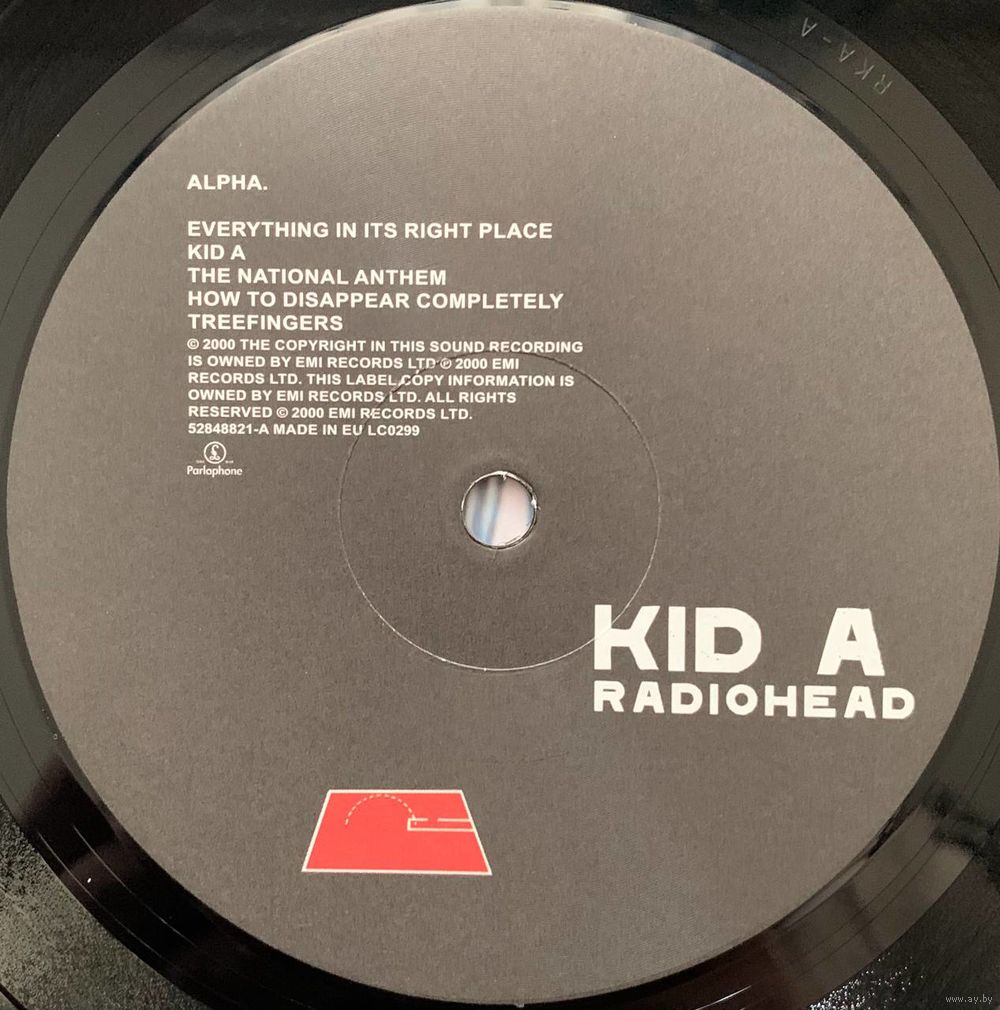 RKA-A
ALPHA.
EVERYTHING IN ITS RIGHT PLACE
KID A
THE NATIONAL ANTHEM
HOW TO DISAPPEAR COMPLETELY
TREEFINGERS
© 2000 THE COPYRIGHT IN THIS SOUND RECORDING
IS OWNED BY EMI RECORDS LTD ℗ 2000 EMI
RECORDS LTD. THIS LABEL COPY INFORMATION IS
OWNED BY EMI RECORDS LTD. ALL RIGHTS
RESERVED © 2000 EMI RECORDS LTD.
52848821-A MADE IN EU LC0299
£
Parlophone
KID A
RADIOHEAD
www.ay.by